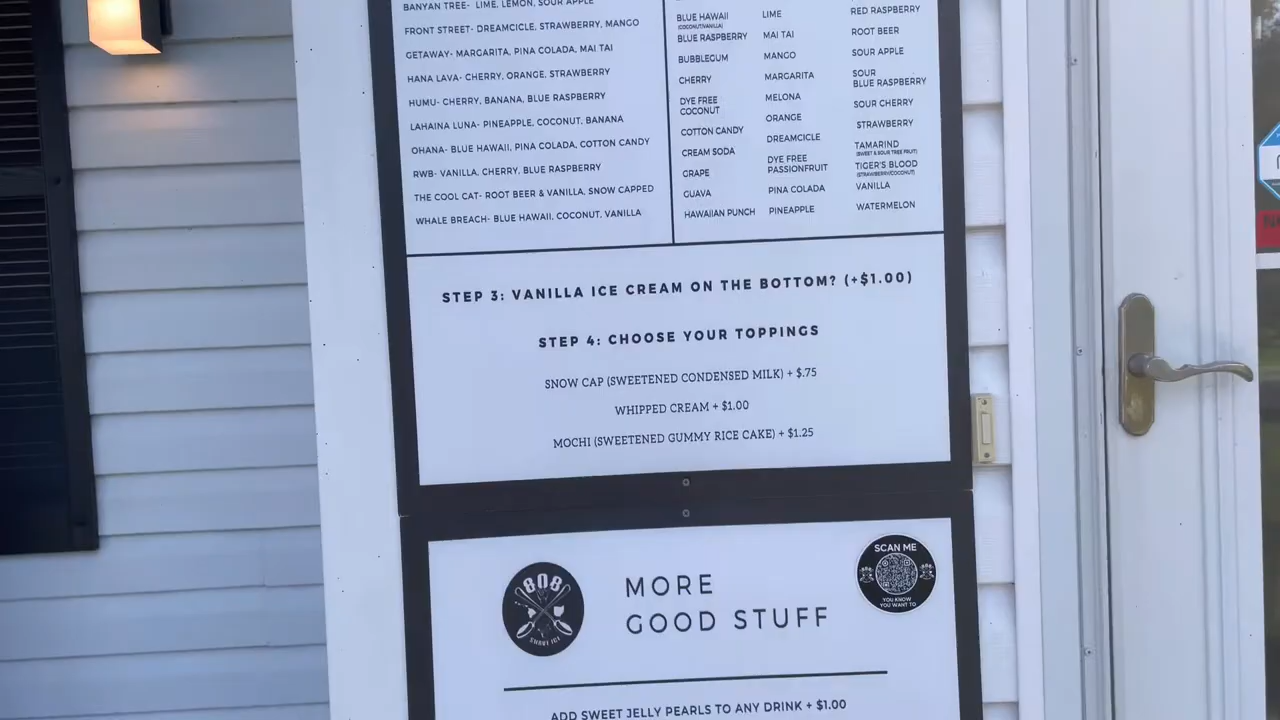 BANYAN TREE- LIME, LEMON, SOUR APPLE
FRONT STREET- DREAMCICLE, STRAWBERRY, MANGO
GETAWAY- MARGARITA, PINA COLADA, MAI TAI
HANA LAVA- CHERRY, ORANGE, STRAWBERRY
HUMU- CHERRY, BANANA, BLUE RASPBERRY
LAHAINA LUNA- PINEAPPLE, COCONUT, BANANA
OHANA- BLUE HAWAII, PINA COLADA, COTTON CANDY
RWB- VANILLA, CHERRY, BLUE RASPBERRY
THE COOL CAT- ROOT BEER & VANILLA, SNOW CAPPED
WHALE BREACH- BLUE HAWAII, COCONUT, VANILLA
BLUE HAWAII
(COCONUT/VANILLA)
BLUE RASPBERRY
BUBBLEGUM
CHERRY
DYE FREE
COCONUT
COTTON CANDY
CREAM SODA
GRAPE
GUAVA
HAWAIIAN PUNCH
LIME
MAI TAI
MANGO
MARGARITA
MELONA
ORANGE
DREAMCICLE
DYE FREE
PASSIONFRUIT
PINA COLADA
PINEAPPLE
RED RASPBERRY
ROOT BEER
SOUR APPLE
SOUR
BLUE RASPBERRY
SOUR CHERRY
STRAWBERRY
TAMARIND
(SWEET & SOUR TREE FRUIT)
TIGER'S BLOOD
(STRAWBERRY/COCONUT)
VANILLA
WATERMELON
STEP 3: VANILLA ICE CREAM ON THE BOTTOM? (+$1.00)
STEP 4: CHOOSE YOUR TOPPINGS
SNOW CAP (SWEETENED CONDENSED MILK) + $.75
WHIPPED CREAM + $1.00
MOCHI (SWEETENED GUMMY RICE CAKE) + $1.25
808
SHAVE ICE
MORE
GOOD STUFF
SCAN ME
YOU KNOW
YOU WANT TO
ADD SWEET JELLY PEARLS TO ANY DRINK + $1.00